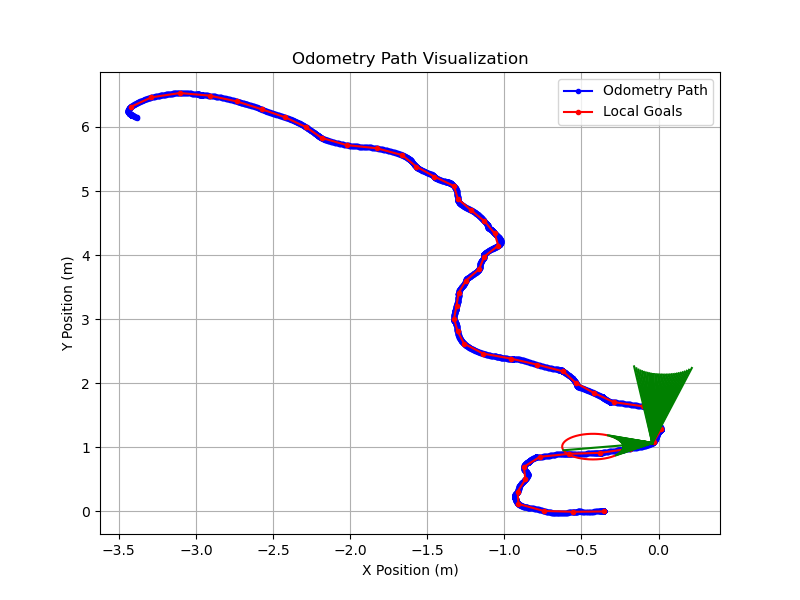 Odometry Path Visualization
Odometry Path
Local Goals
Y Position (m)
6
5
4
3
2
1
0
−3.5 −3.0 −2.5 −2.0 −1.5 −1.0 −0.5 0.0
X Position (m)